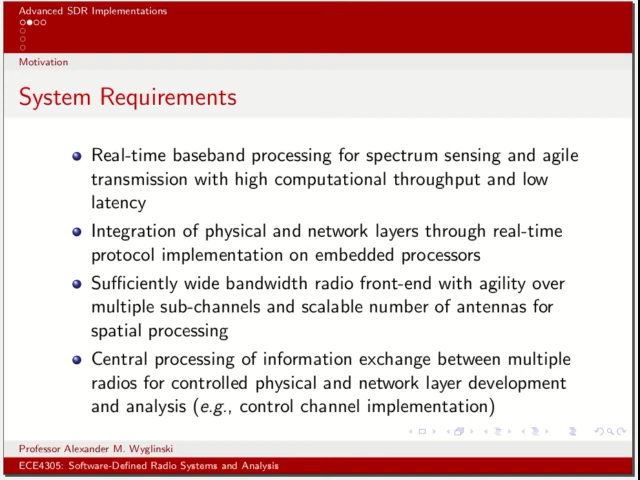 Advanced SDR Implementations
Motivation
System Requirements
Real-time baseband processing for spectrum sensing and agile
transmission with high computational throughput and low
latency
Integration of physical and network layers through real-time
protocol implementation on embedded processors
Sufficiently wide bandwidth radio front-end with agility over
multiple sub-channels and scalable number of antennas for
spatial processing
Central processing of information exchange between multiple
radios for controlled physical and network layer development
and analysis (e.g., control channel implementation)
Professor Alexander M. Wyglinski
ECE4305: Software-Defined Radio Systems and Analysis